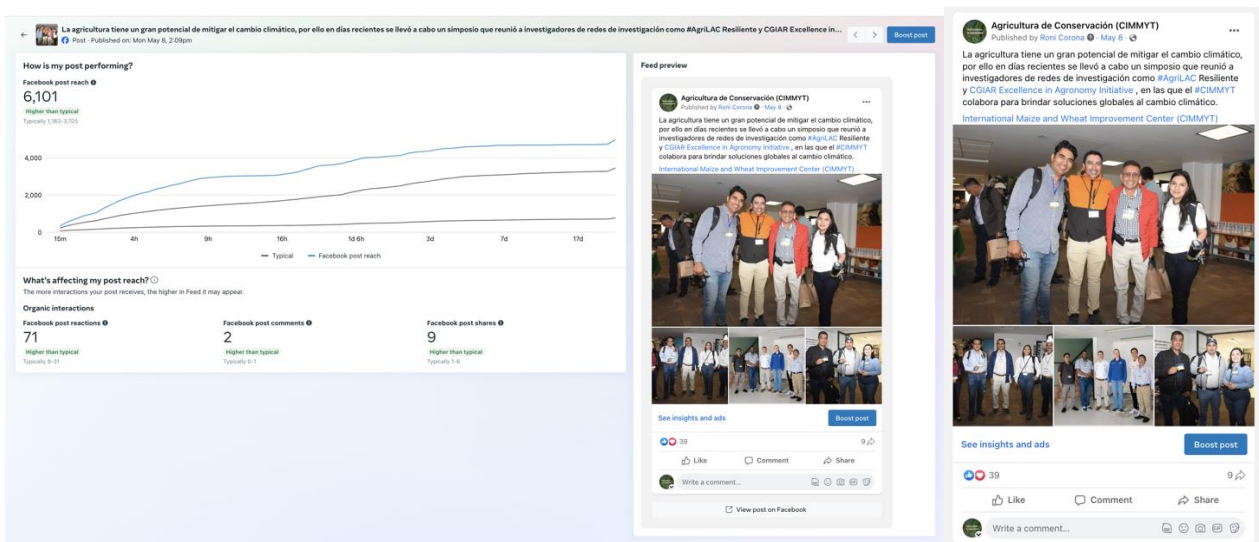 La agricultura tiene un gran potencial de mitigar el cambio climático, por ello en días recientes se llevó a cabo un simposio que reunió a investigadores de redes de investigación como #AgriLAC Resiliente y CGIAR Excellence in...
Post · Published on: Mon May 8, 2:09pm
Boost post
How is my post performing?
Facebook post reach
6,101
Higher than typical
Typically 1,183-3,705
4,000
2,000
0
15m 4h 9h 16h 1d 6h 3d 7d 17d
Typical Facebook post reach
What's affecting my post reach?
The more interactions your post receives, the higher in Feed it may appear.
Organic interactions
Facebook post reactions
71
Higher than typical
Typically 9-31
Facebook post comments
2
Higher than typical
Typically 0-1
Facebook post shares
9
Higher than typical
Typically 1-6
Feed preview
Agricultura de Conservación (CIMMYT)
Published by Roni Corona · May 8 ·
La agricultura tiene un gran potencial de mitigar el cambio climático,
por ello en días recientes se llevó a cabo un simposio que reunió a
investigadores de redes de investigación como #AgriLAC Resiliente
y CGIAR Excellence in Agronomy Initiative , en las que el #CIMMYT
colabora para brindar soluciones globales al cambio climático.
International Maize and Wheat Improvement Center (CIMMYT)
See insights and ads
Boost post
39
9
Like Comment Share
Write a comment...
View post on Facebook
Agricultura de Conservación (CIMMYT)
Published by Roni Corona · May 8 ·
La agricultura tiene un gran potencial de mitigar el cambio climático,
por ello en días recientes se llevó a cabo un simposio que reunió a
investigadores de redes de investigación como #AgriLAC Resiliente
y CGIAR Excellence in Agronomy Initiative , en las que el #CIMMYT
colabora para brindar soluciones globales al cambio climático.
International Maize and Wheat Improvement Center (CIMMYT)
See insights and ads
Boost post
39
9
Like Comment Share
Write a comment...